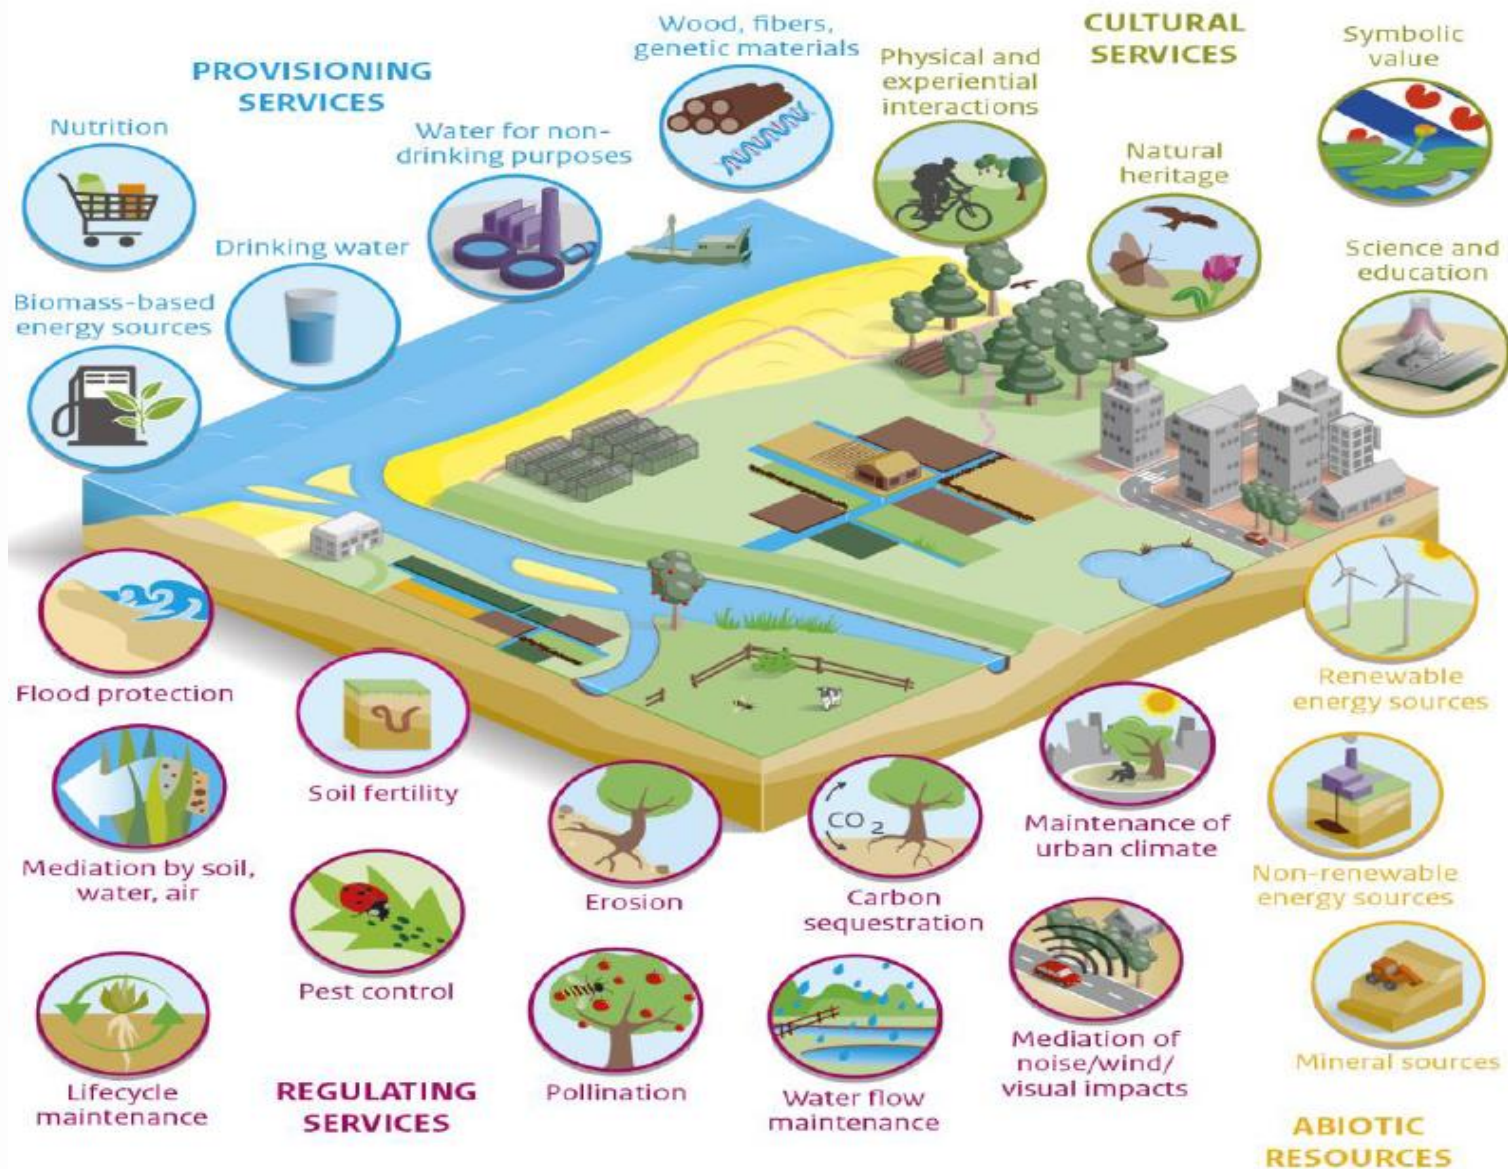 PROVISIONING
SERVICES
Nutrition
Biomass-based
energy sources
Drinking water
Water for non-
drinking purposes
Wood, fibers,
genetic materials
CULTURAL
SERVICES
Physical and
experiential
interactions
Natural
heritage
Symbolic
value
Science and
education
Flood protection
Mediation by soil,
water, air
Lifecycle
maintenance
Soil fertility
Pest control
REGULATING
SERVICES
Erosion
Pollination
CO2
Carbon
sequestration
Water flow
maintenance
Maintenance of
urban climate
Mediation of
noise/wind/
visual impacts
Renewable
energy sources
Non-renewable
energy sources
Mineral sources
ABIOTIC
RESOURCES